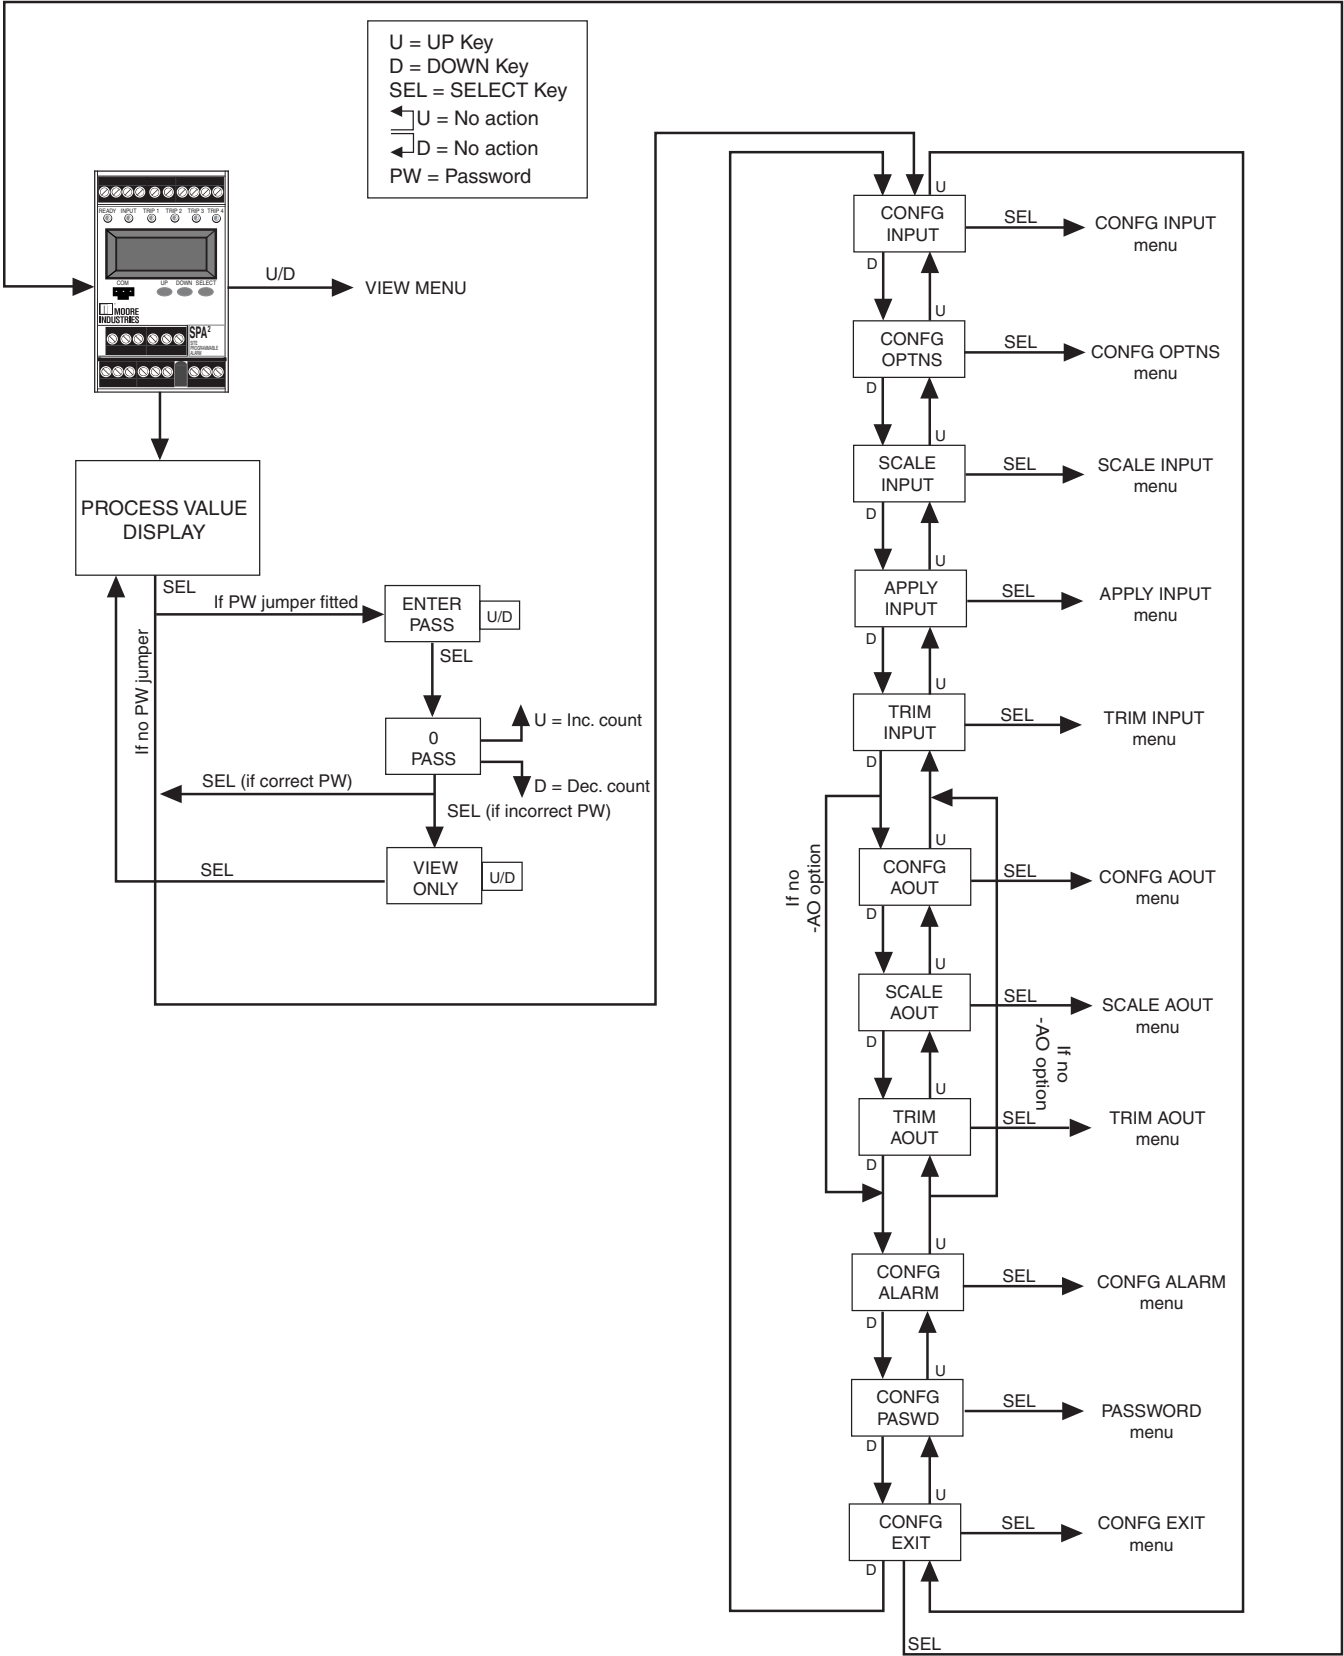 U = UP Key
D = DOWN Key
SEL = SELECT Key
U = No action
D = No action
PW = Password
READY INPUT TRIP 1 TRIP 2 TRIP 3 TRIP 4
COM UP DOWN SELECT
MOORE
INDUSTRIES
SPA²
SITE
PROGRAMMABLE
ALARM
U/D
VIEW MENU
PROCESS VALUE
DISPLAY
SEL
If PW jumper fitted
If no PW jumper
ENTER
PASS
U/D
SEL
0
PASS
U = Inc. count
D = Dec. count
SEL (if correct PW)
SEL (if incorrect PW)
VIEW
ONLY
U/D
SEL
U
CONFG
INPUT
SEL
CONFG INPUT
menu
D
U
CONFG
OPTNS
SEL
CONFG OPTNS
menu
D
U
SCALE
INPUT
SEL
SCALE INPUT
menu
D
U
APPLY
INPUT
SEL
APPLY INPUT
menu
D
U
TRIM
INPUT
SEL
TRIM INPUT
menu
D
If no
-AO option
U
CONFG
AOUT
SEL
CONFG AOUT
menu
D
U
SCALE
AOUT
SEL
SCALE AOUT
menu
D
If no
-AO option
U
TRIM
AOUT
SEL
TRIM AOUT
menu
D
U
CONFG
ALARM
SEL
CONFG ALARM
menu
D
U
CONFG
PASWD
SEL
PASSWORD
menu
D
U
CONFG
EXIT
SEL
CONFG EXIT
menu
D
SEL